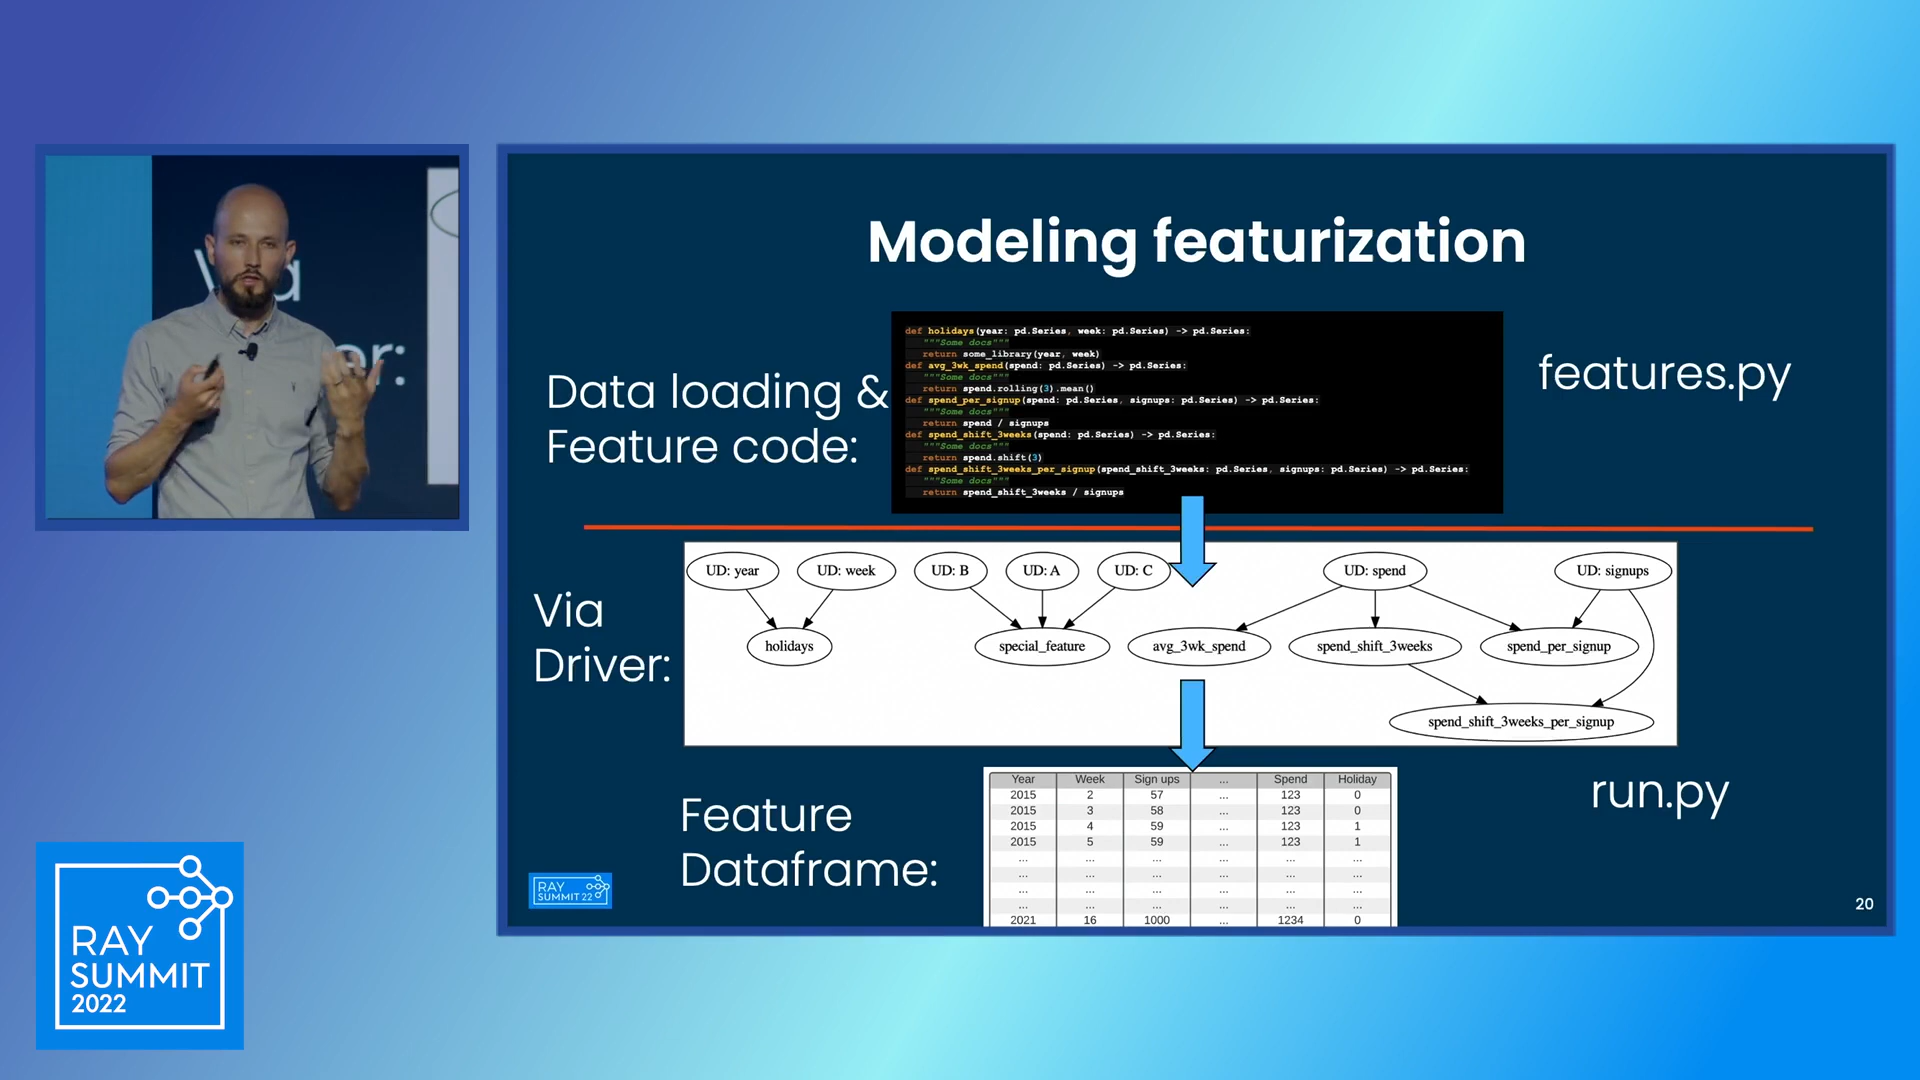 Modeling featurization
Data loading &
Feature code:
def holidays(year: pd.Series, week: pd.Series) -> pd.Series:
"""Some docs"""
return some_library(year, week)
def avg_3wk_spend(spend: pd.Series) -> pd.Series:
"""Some docs"""
return spend.rolling(3).mean()
def spend_per_signup(spend: pd.Series, signups: pd.Series) -> pd.Series:
"""Some docs"""
return spend / signups
def spend_shift_3weeks(spend: pd.Series) -> pd.Series:
"""Some docs"""
return spend.shift(3)
def spend_shift_3weeks_per_signup(spend_shift_3weeks: pd.Series, signups: pd.Series) -> pd.Series:
"""Some docs"""
return spend_shift_3weeks / signups
features.py
Via
Driver:
UD: year UD: week UD: B UD: A UD: C UD: spend UD: signups
holidays special_feature avg_3wk_spend spend_shift_3weeks spend_per_signup
spend_shift_3weeks_per_signup
run.py
Feature
Dataframe:
Year Week Sign ups ... Spend Holiday
2015 2 57 ... 123 0
2015 3 58 ... 123 0
2015 4 59 ... 123 1
2015 5 59 ... 123 1
... ... ... ... ... ...
... ... ... ... ... ...
... ... ... ... ... ...
... ... ... ... ... ...
2021 16 1000 ... 1234 0
RAY
SUMMIT 22
20
RAY
SUMMIT
2022